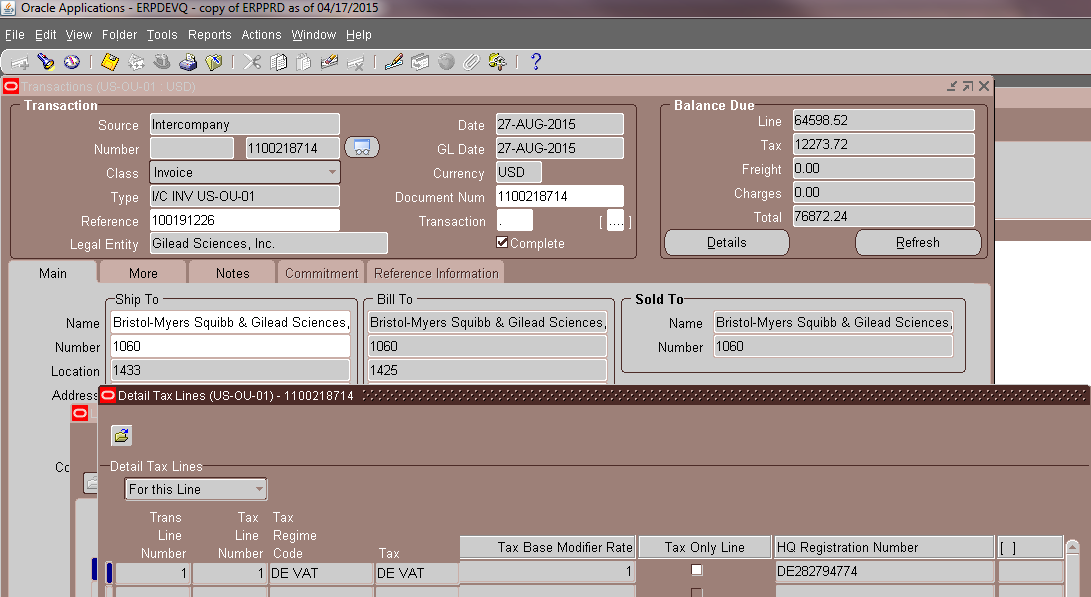 Oracle Applications - ERPDEVQ - copy of ERPPRD as of 04/17/2015
File Edit View Folder Tools Reports Actions Window Help
Transactions (US-OU-01 : USD)
Transaction
Source Intercompany
Number 1100218714
Class Invoice
Type I/C INV US-OU-01
Reference 100191226
Legal Entity Gilead Sciences, Inc.
Date 27-AUG-2015
GL Date 27-AUG-2015
Currency USD
Document Num 1100218714
Transaction . [ .... ]
Complete
Balance Due
Line 64598.52
Tax 12273.72
Freight 0.00
Charges 0.00
Total 76872.24
Details Refresh
Main More Notes Commitment Reference Information
Ship To
Name Bristol-Myers Squibb & Gilead Sciences,
Number 1060
Location 1433
Address
Co
Bill To
Bristol-Myers Squibb & Gilead Sciences,
1060
1425
Sold To
Name Bristol-Myers Squibb & Gilead Sciences,
Number 1060
Detail Tax Lines (US-OU-01) - 1100218714
Detail Tax Lines
For this Line
Trans Tax Tax
Line Line Regime
Number Number Code Tax Tax Base Modifier Rate Tax Only Line HQ Registration Number [ ]
1 1 DE VAT DE VAT 1 DE282794774